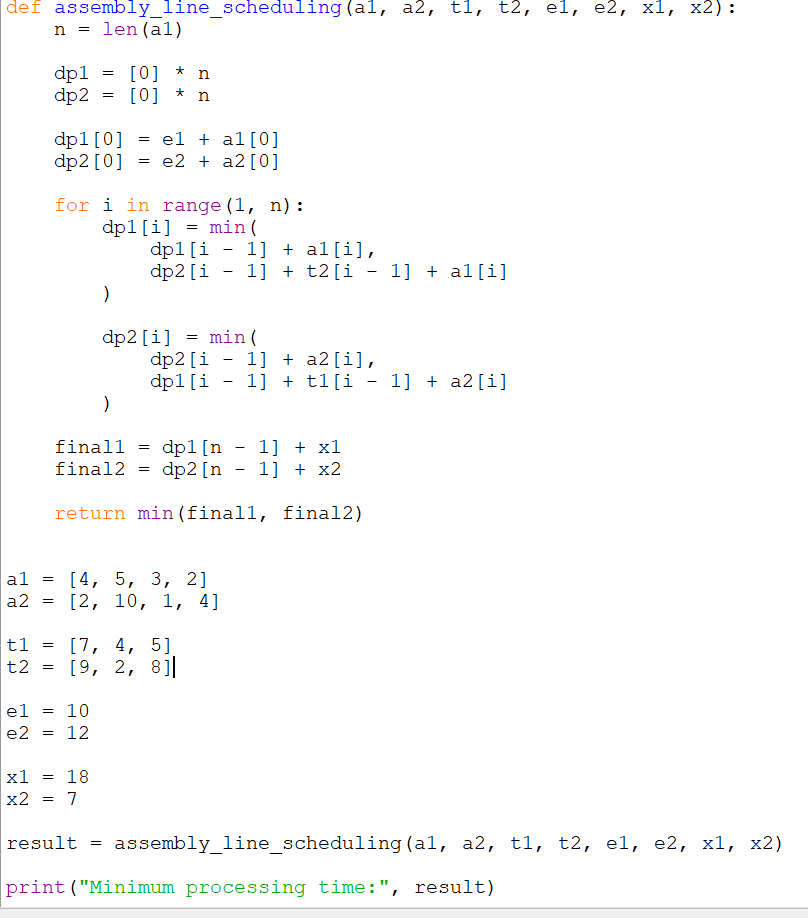 def assembly_line_scheduling(a1, a2, t1, t2, e1, e2, x1, x2):
    n = len(a1)

    dp1 = [0] * n
    dp2 = [0] * n

    dp1[0] = e1 + a1[0]
    dp2[0] = e2 + a2[0]

    for i in range(1, n):
        dp1[i] = min(
            dp1[i - 1] + a1[i],
            dp2[i - 1] + t2[i - 1] + a1[i]
        )

        dp2[i] = min(
            dp2[i - 1] + a2[i],
            dp1[i - 1] + t1[i - 1] + a2[i]
        )

    final1 = dp1[n - 1] + x1
    final2 = dp2[n - 1] + x2

    return min(final1, final2)


a1 = [4, 5, 3, 2]
a2 = [2, 10, 1, 4]

t1 = [7, 4, 5]
t2 = [9, 2, 8]

e1 = 10
e2 = 12

x1 = 18
x2 = 7

result = assembly_line_scheduling(a1, a2, t1, t2, e1, e2, x1, x2)

print("Minimum processing time:", result)